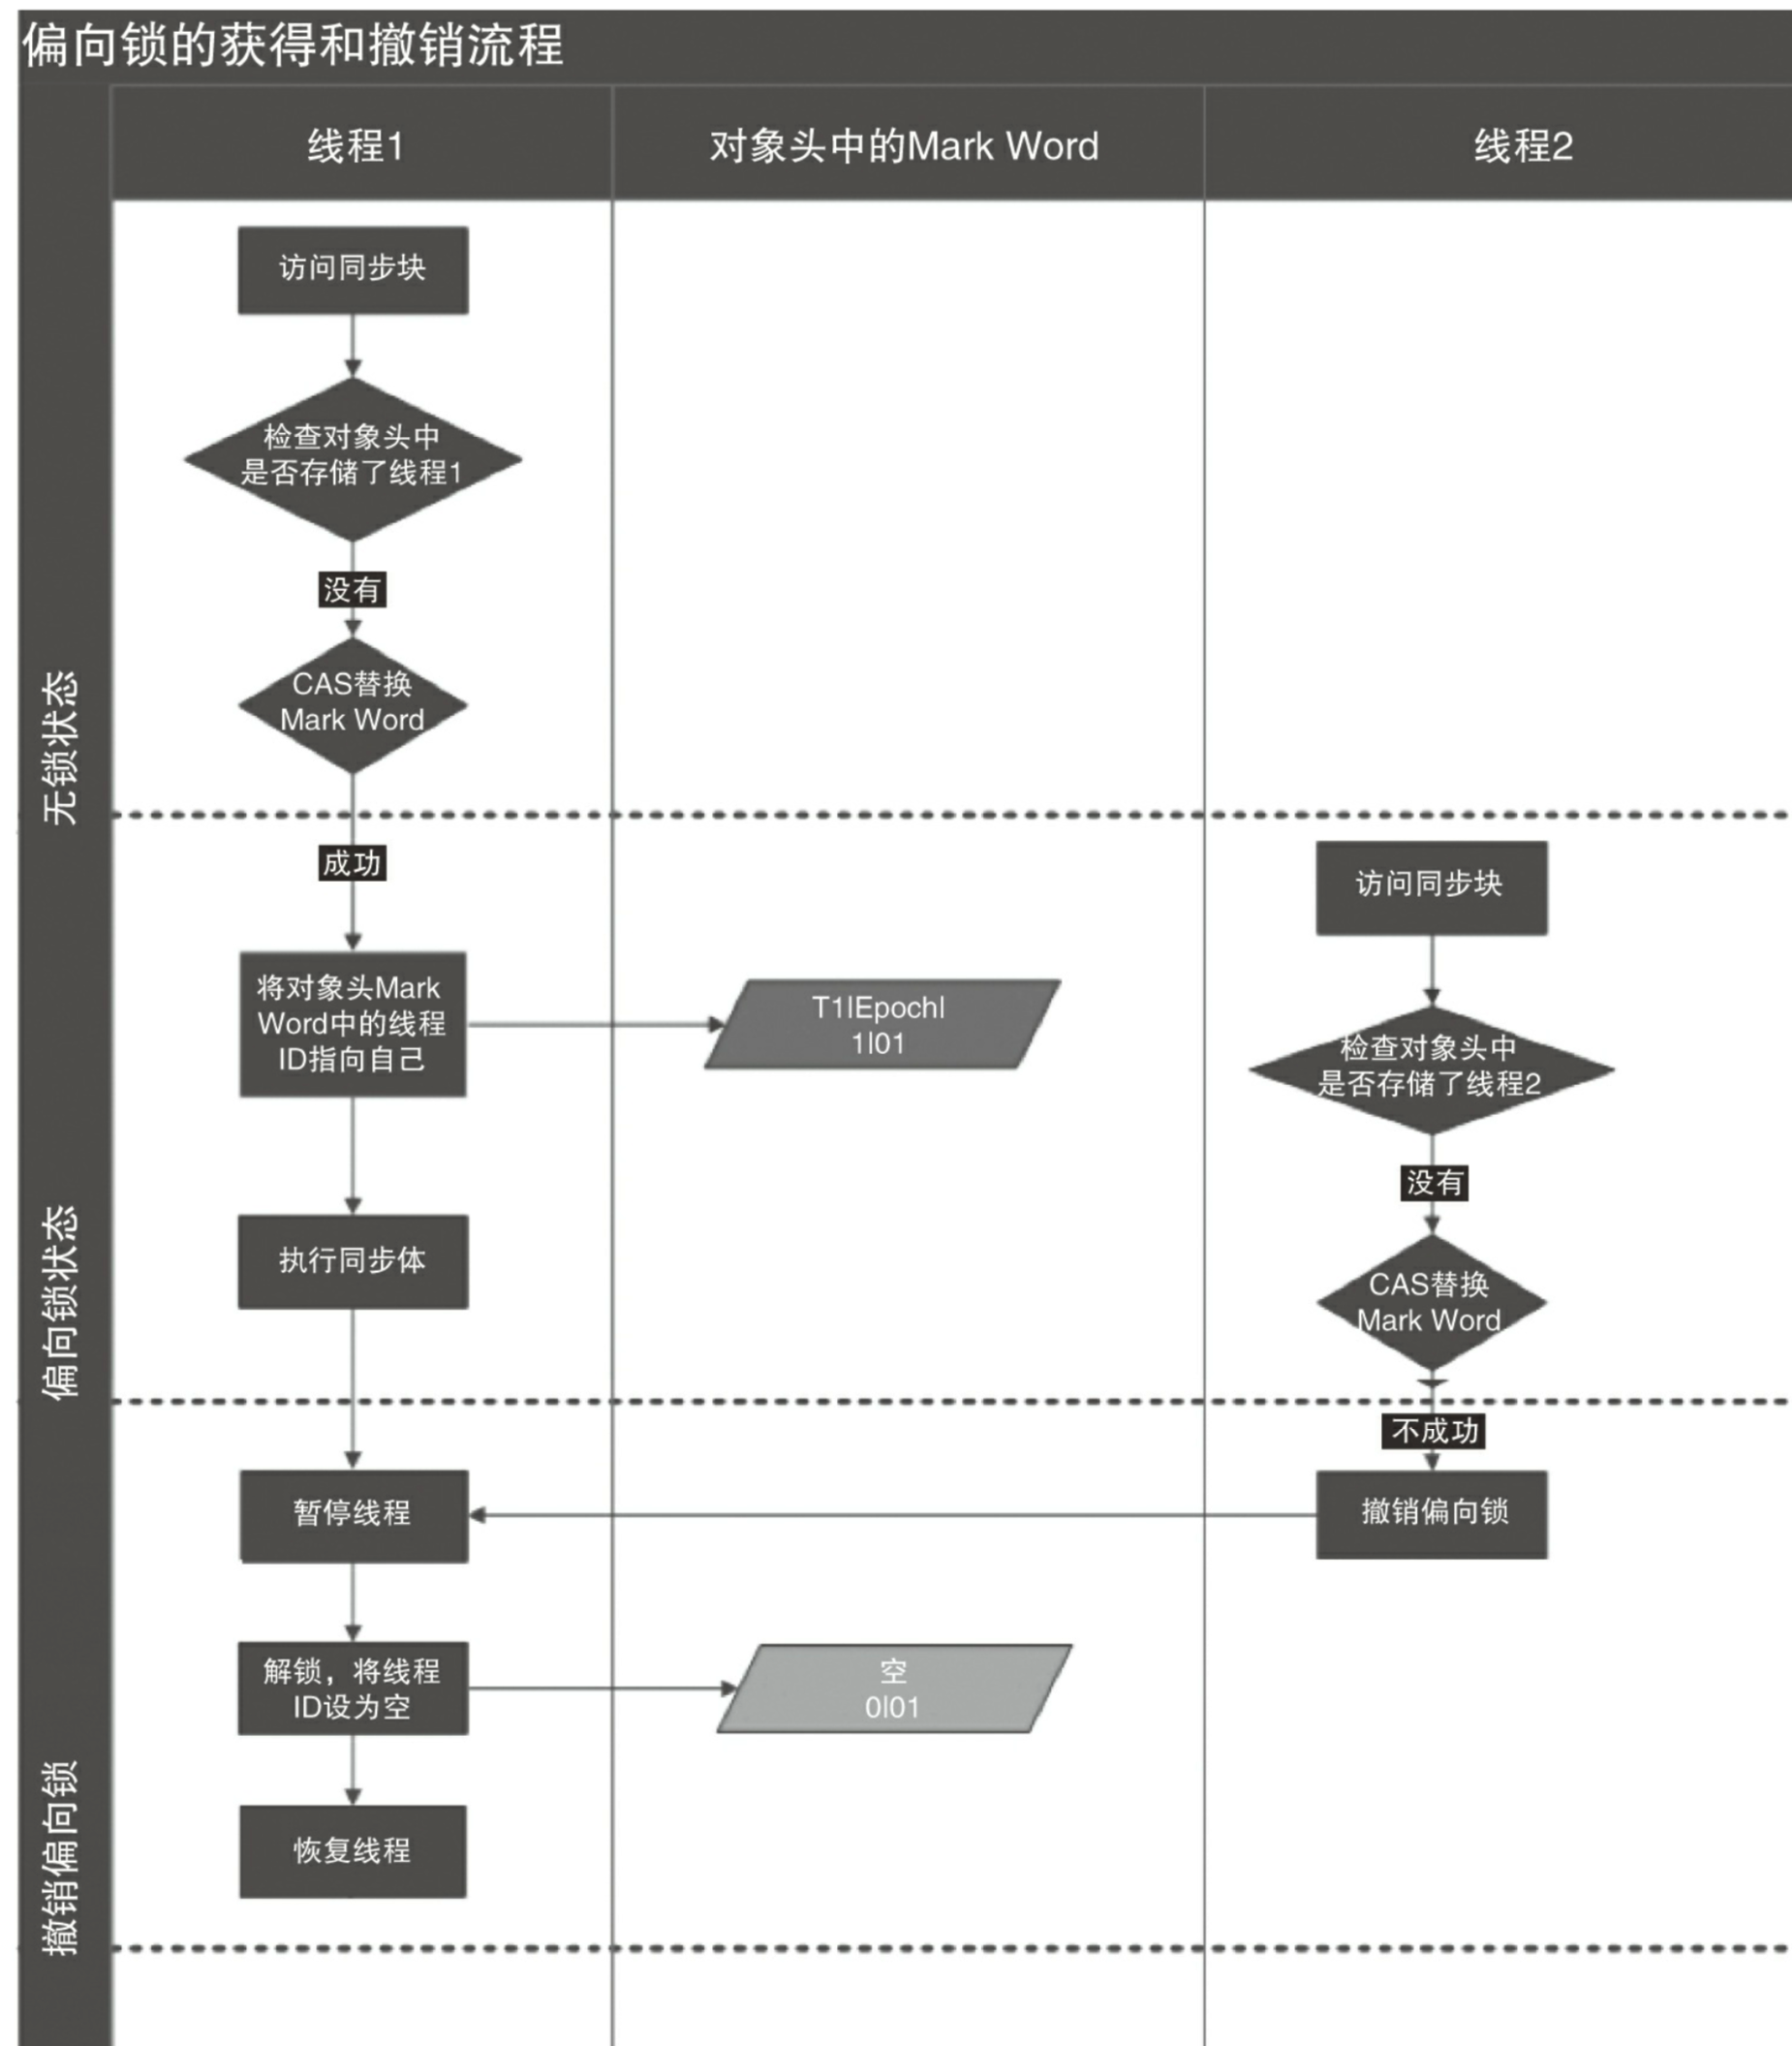 偏向锁的获得和撤销流程
线程1
对象头中的Mark Word
线程2
无锁状态
访问同步块
检查对象头中
是否存储了线程1
没有
CAS替换
Mark Word
偏向锁状态
成功
将对象头Mark
Word中的线程
ID指向自己
T1|Epoch|
1|01
执行同步体
访问同步块
检查对象头中
是否存储了线程2
没有
CAS替换
Mark Word
撤销偏向锁
不成功
撤销偏向锁
暂停线程
解锁，将线程
ID设为空
空
0|01
恢复线程